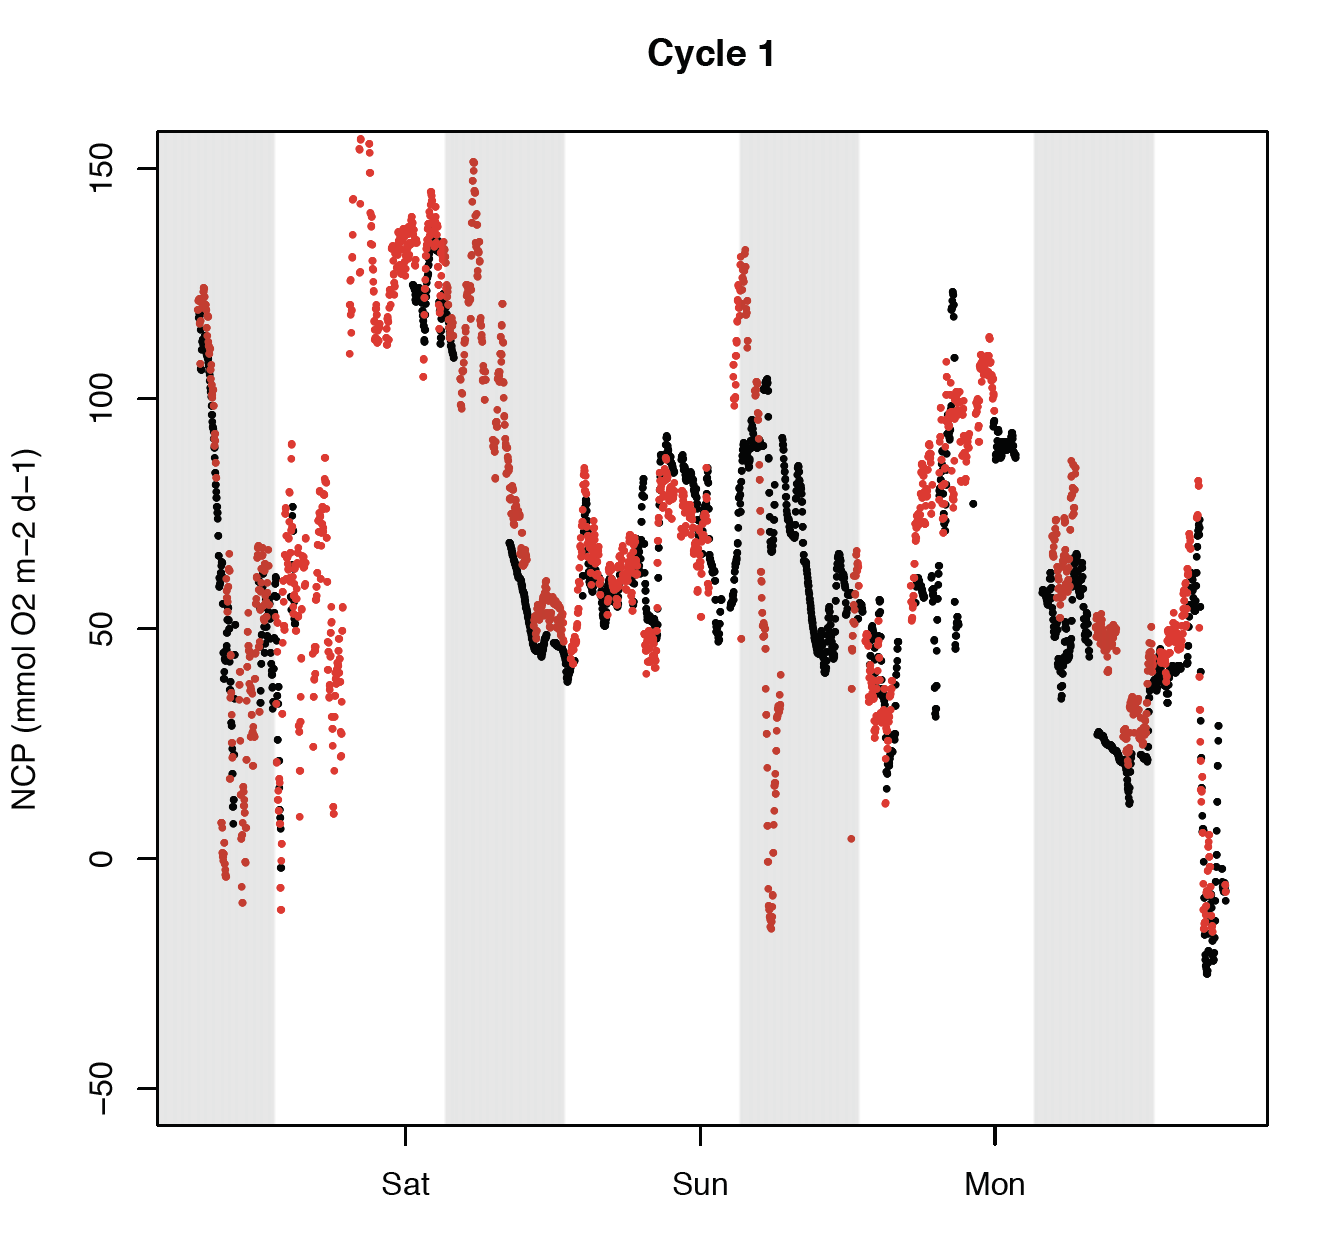 Cycle 1
NCP (mmol O2 m−2 d−1)
150
100
50
0
−50
Sat
Sun
Mon